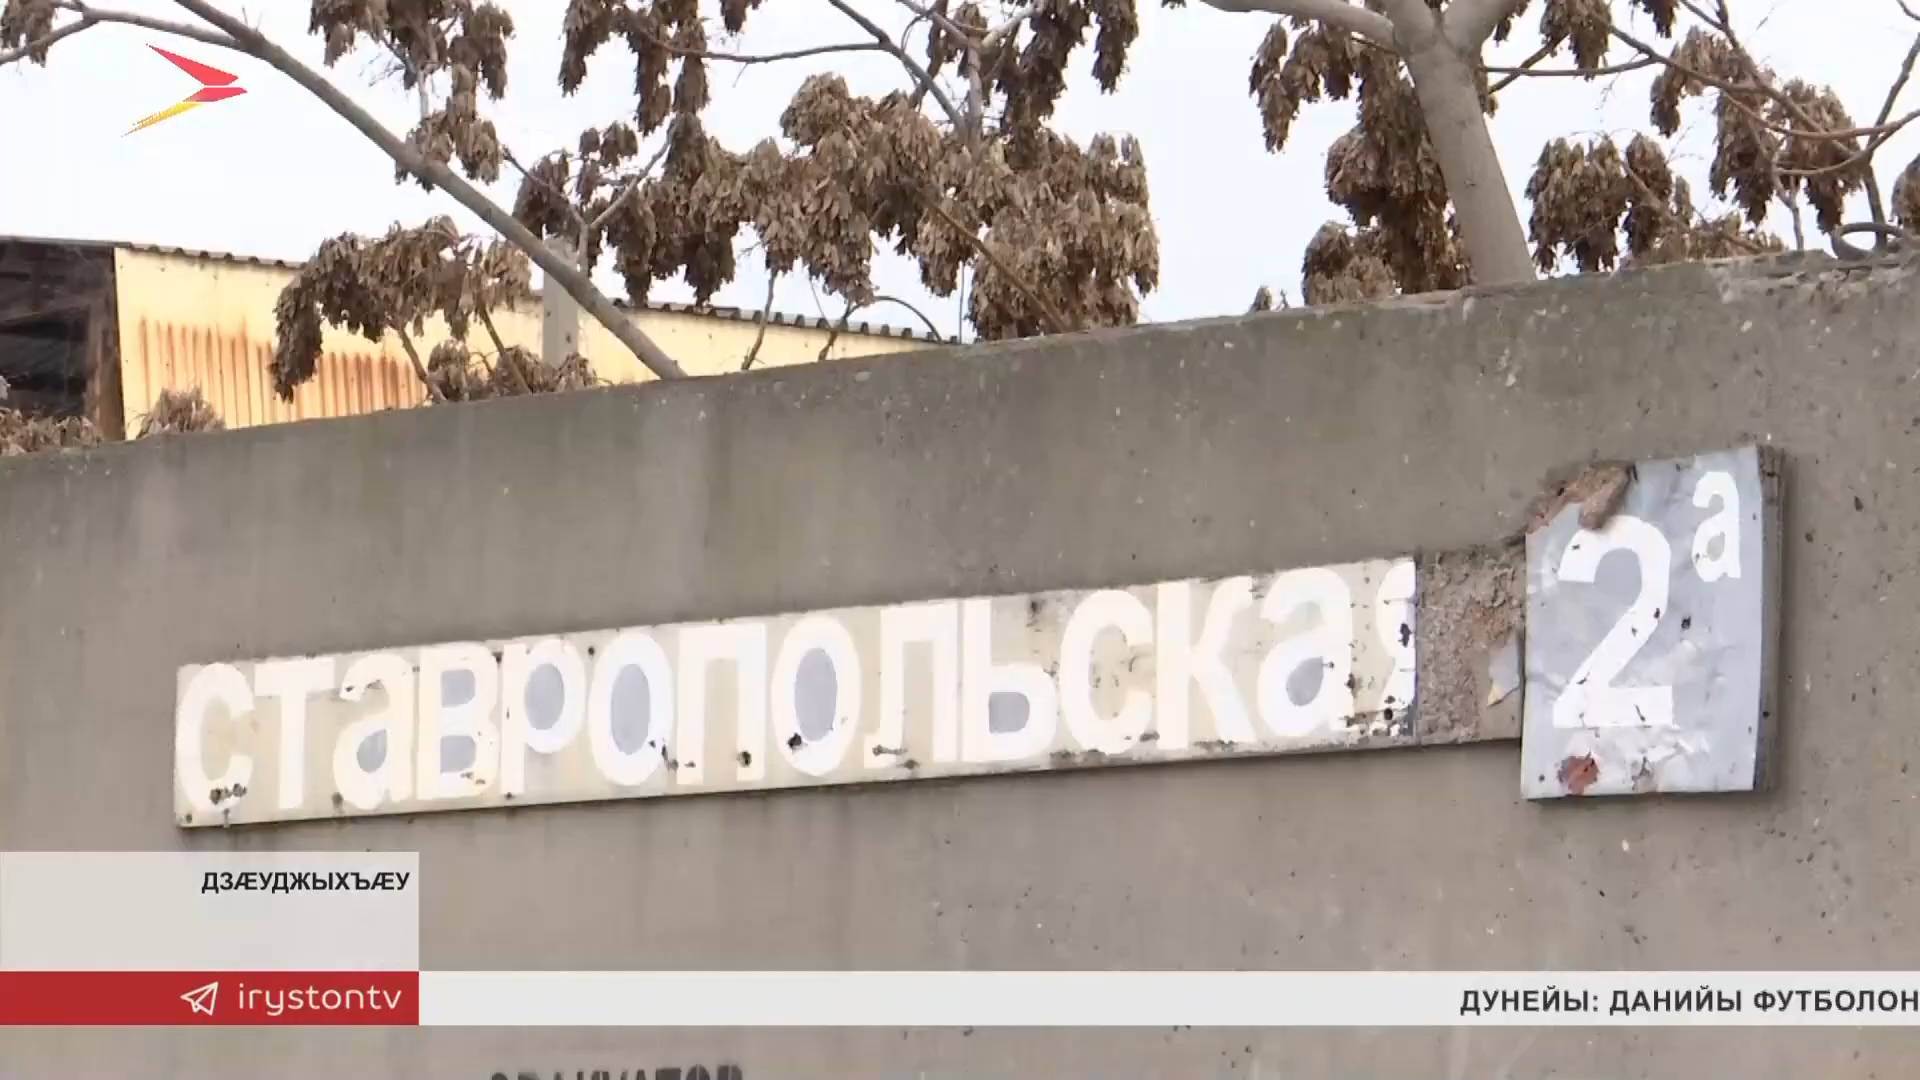 ставропольская
2а
ДЗÆУДЖЫХЪÆУ
irystontv
ДУНЕЙЫ: ДАНИЙЫ ФУТБОЛОН